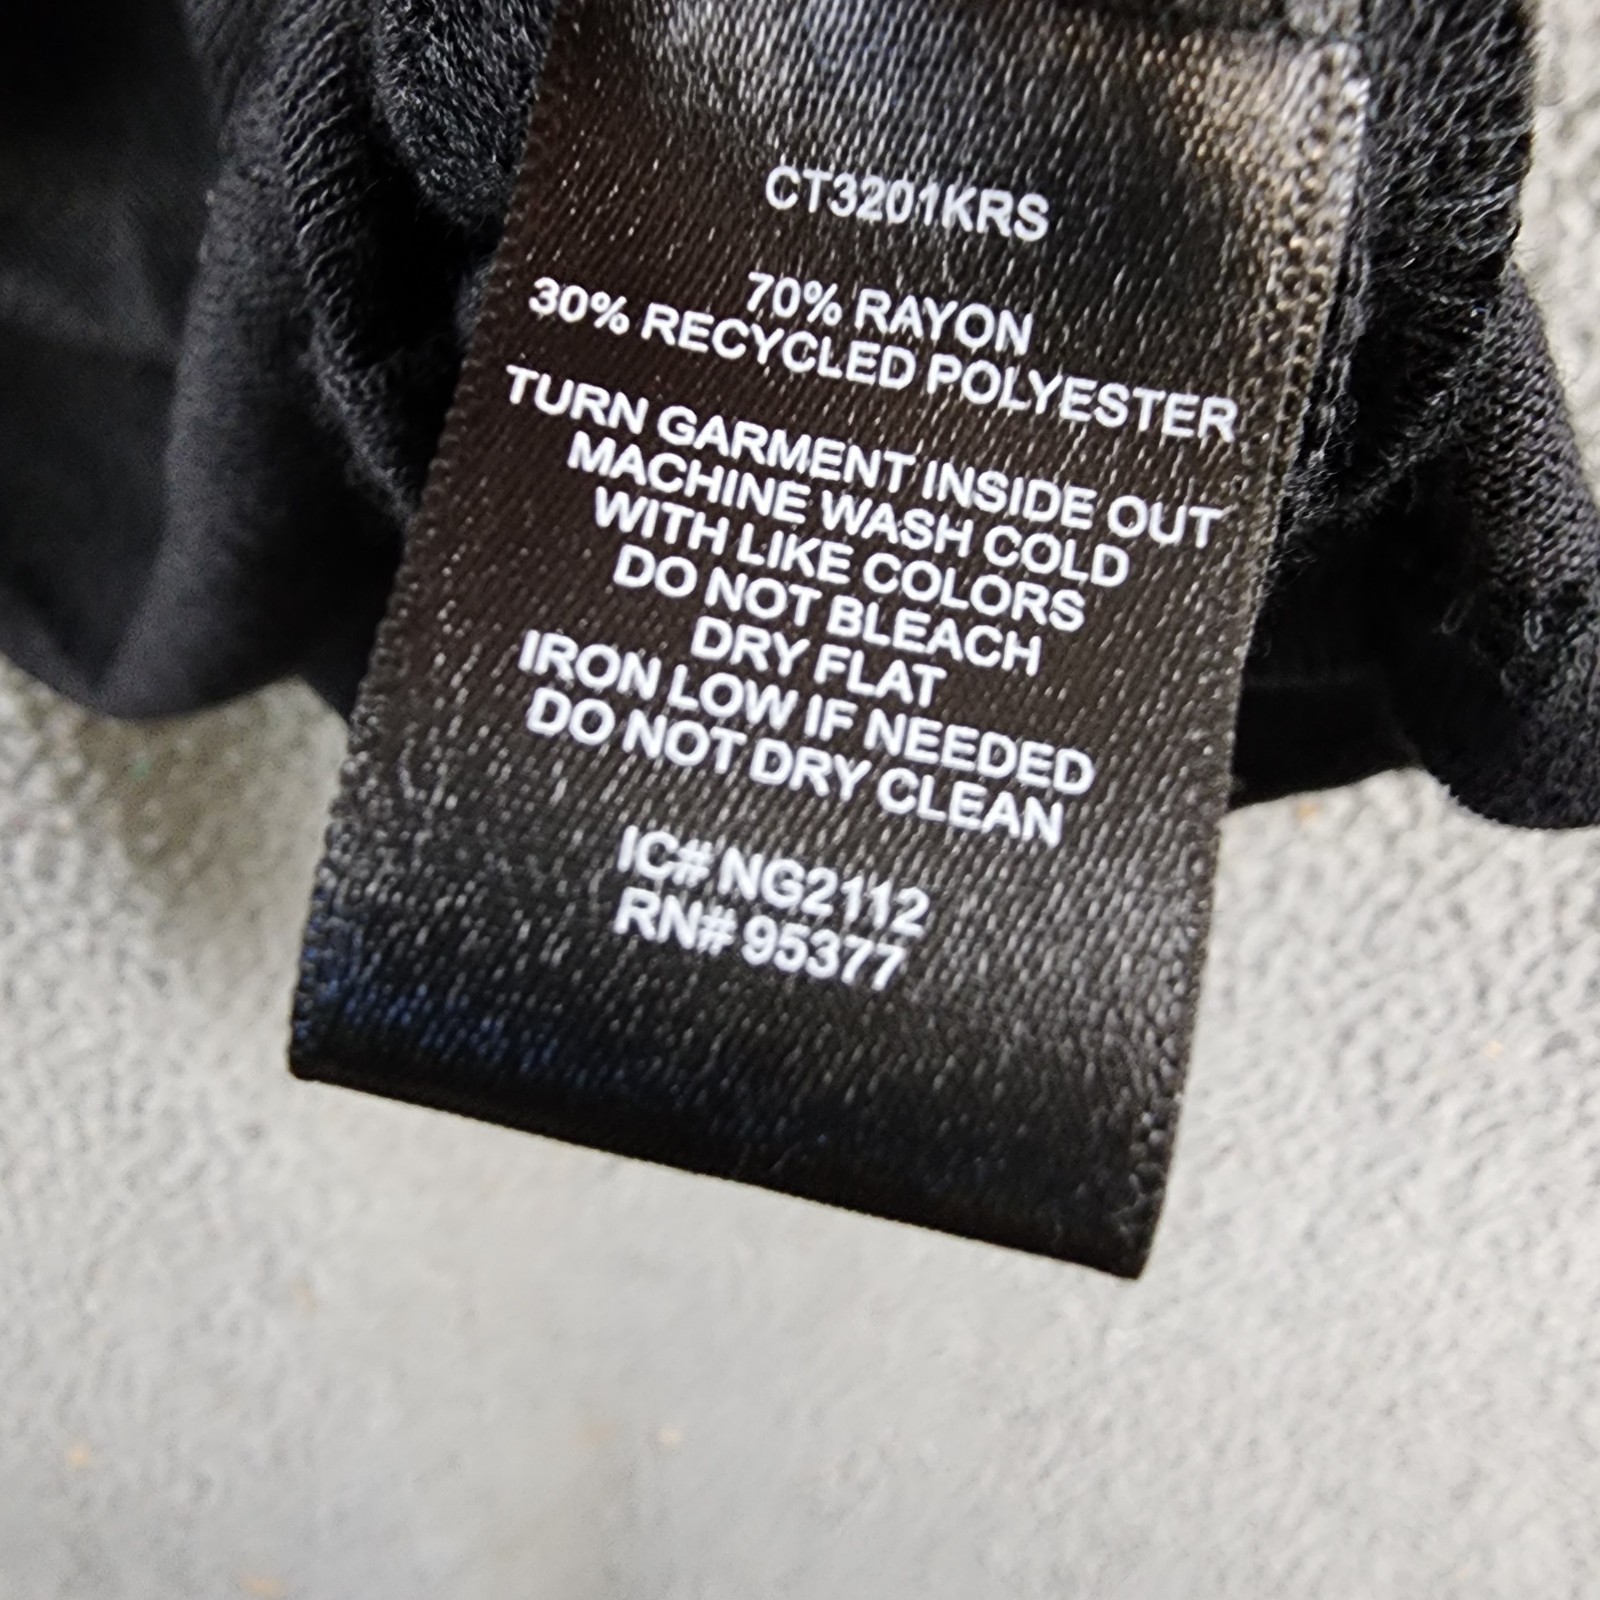 CT3201KRS
70% RAYON
30% RECYCLED POLYESTER
TURN GARMENT INSIDE OUT
MACHINE WASH COLD
WITH LIKE COLORS
DO NOT BLEACH
DRY FLAT
IRON LOW IF NEEDED
DO NOT DRY CLEAN
IC# NG2112
RN# 95377